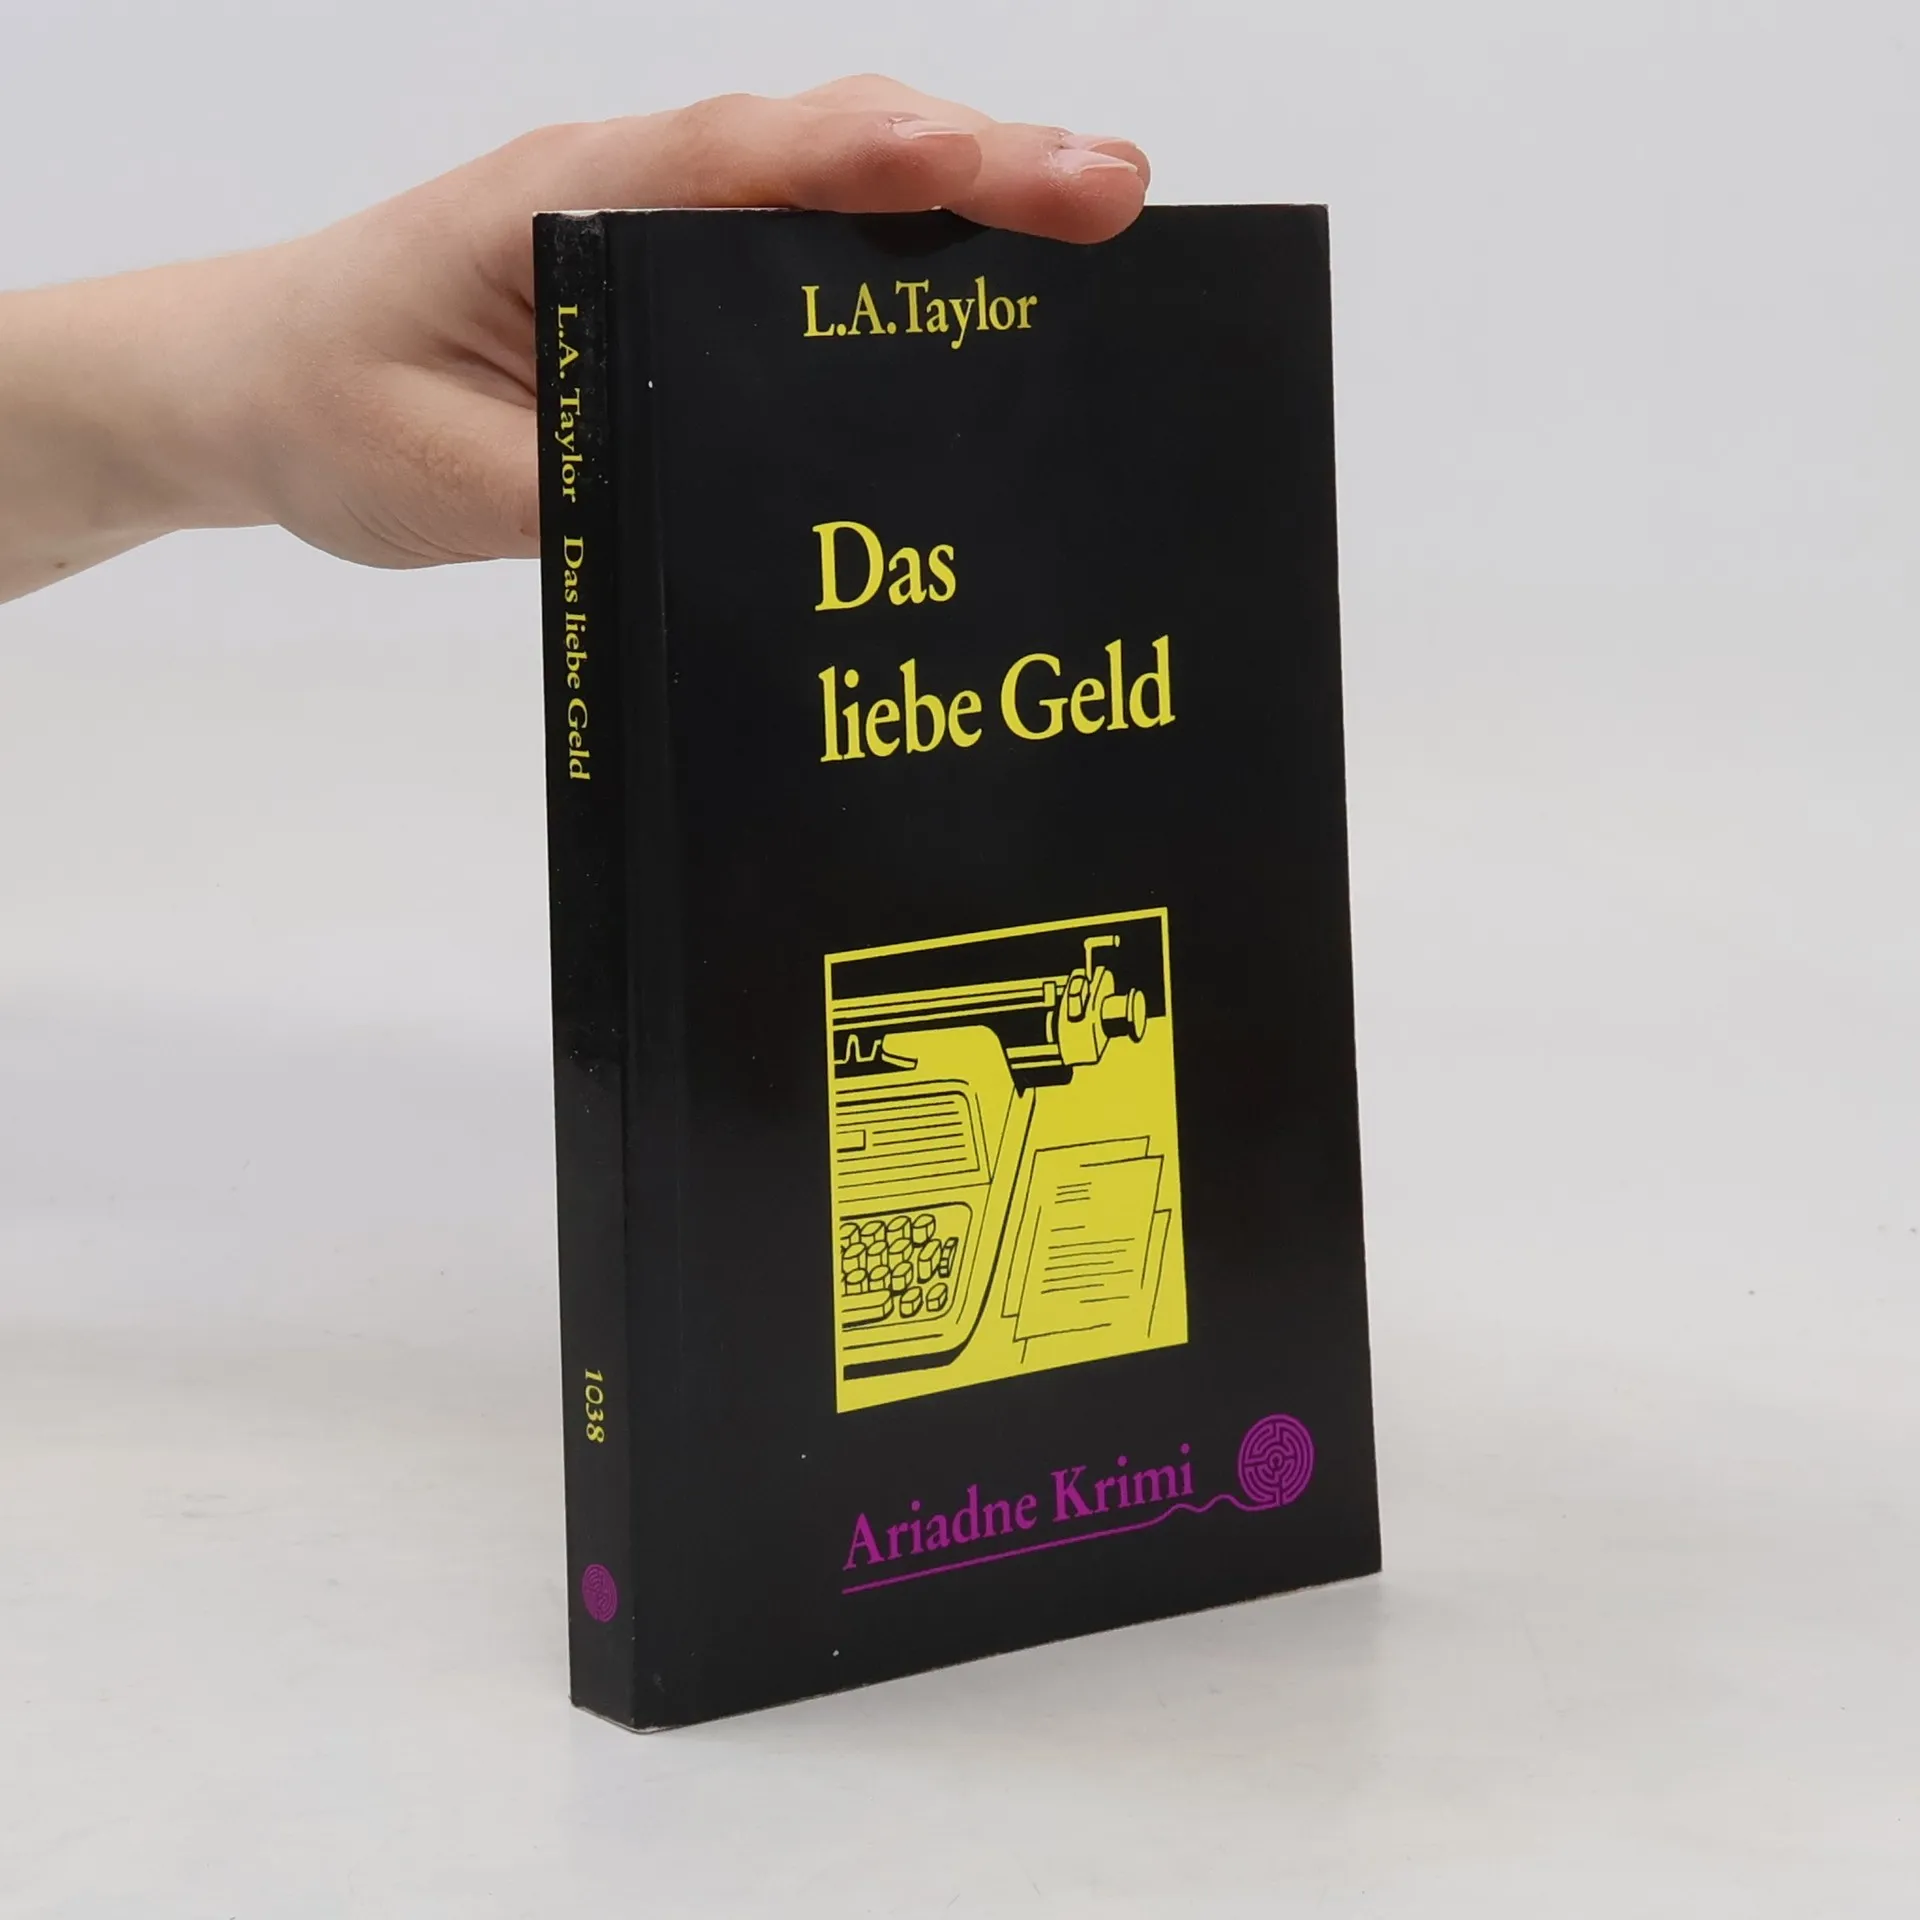 L.A.Taylor
Das
liebe Geld
Ariadne Krimi
L.A. Taylor Das liebe Geld
1038